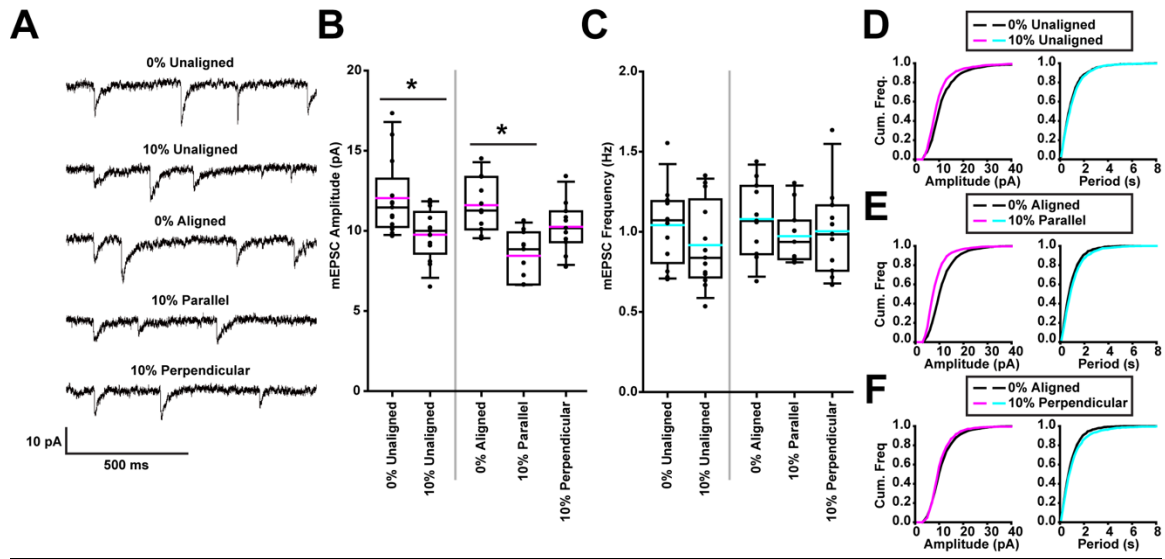 A
0% Unaligned
10% Unaligned
0% Aligned
10% Parallel
10% Perpendicular
10 pA
500 ms
B
mEPSC Amplitude (pA)
20
15
10
5
0
*
*
0% Unaligned
10% Unaligned
0% Aligned
10% Parallel
10% Perpendicular
C
mEPSC Frequency (Hz)
2.0
1.5
1.0
0.5
0.0
0% Unaligned
10% Unaligned
0% Aligned
10% Parallel
10% Perpendicular
D
0% Unaligned
10% Unaligned
Cum. Freq.
1.0
0.8
0.6
0.4
0.2
0.0
0 10 20 30 40
Amplitude (pA)
1.0
0.8
0.6
0.4
0.2
0.0
0 2 4 6 8
Period (s)
E
0% Aligned
10% Parallel
Cum. Freq
1.0
0.8
0.6
0.4
0.2
0.0
0 10 20 30 40
Amplitude (pA)
1.0
0.8
0.6
0.4
0.2
0.0
0 2 4 6 8
Period (s)
F
0% Aligned
10% Perpendicular
Cum. Freq
1.0
0.8
0.6
0.4
0.2
0.0
0 10 20 30 40
Amplitude (pA)
1.0
0.8
0.6
0.4
0.2
0.0
0 2 4 6 8
Period (s)